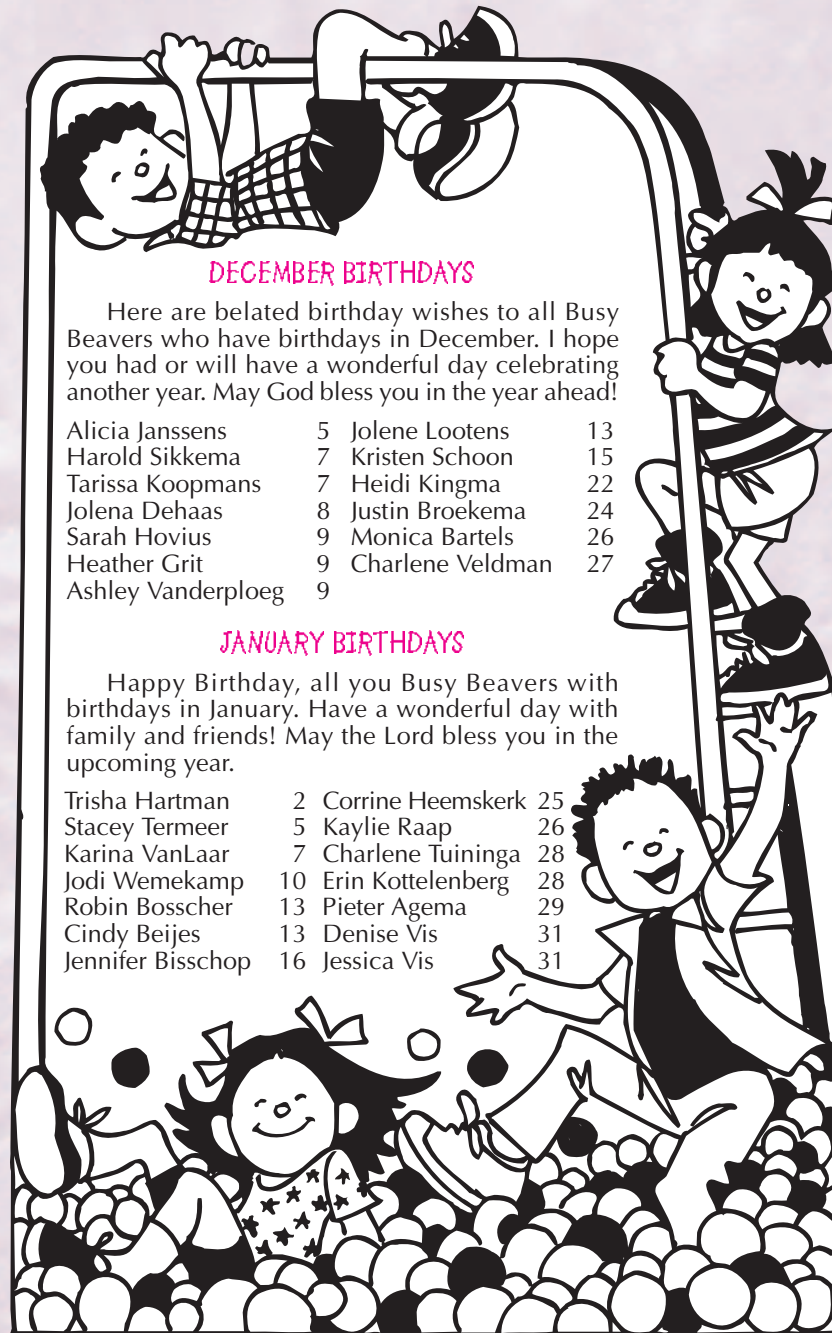 DECEMBER BIRTHDAYS
Here are belated birthday wishes to all Busy
Beavers who have birthdays in December. I hope
you had or will have a wonderful day celebrating
another year. May God bless you in the year ahead!
Alicia Janssens 5
Harold Sikkema 7
Tarissa Koopmans 7
Jolena Dehaas 8
Sarah Hovius 9
Heather Grit 9
Ashley Vanderploeg 9
Jolene Lootens 13
Kristen Schoon 15
Heidi Kingma 22
Justin Broekema 24
Monica Bartels 26
Charlene Veldman 27
JANUARY BIRTHDAYS
Happy Birthday, all you Busy Beavers with
birthdays in January. Have a wonderful day with
family and friends! May the Lord bless you in the
upcoming year.
Trisha Hartman 2
Stacey Termeer 5
Karina VanLaar 7
Jodi Wemekamp 10
Robin Bosscher 13
Cindy Beijes 13
Jennifer Bisschop 16
Corrine Heemskerk 25
Kaylie Raap 26
Charlene Tuininga 28
Erin Kottelenberg 28
Pieter Agema 29
Denise Vis 31
Jessica Vis 31